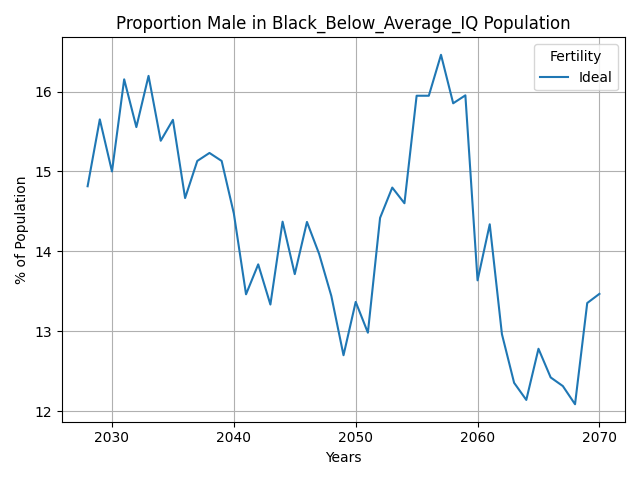 Proportion Male in Black_Below_Average_IQ Population
Fertility
Ideal
% of Population
16
15
14
13
12
2030 2040 2050 2060 2070
Years